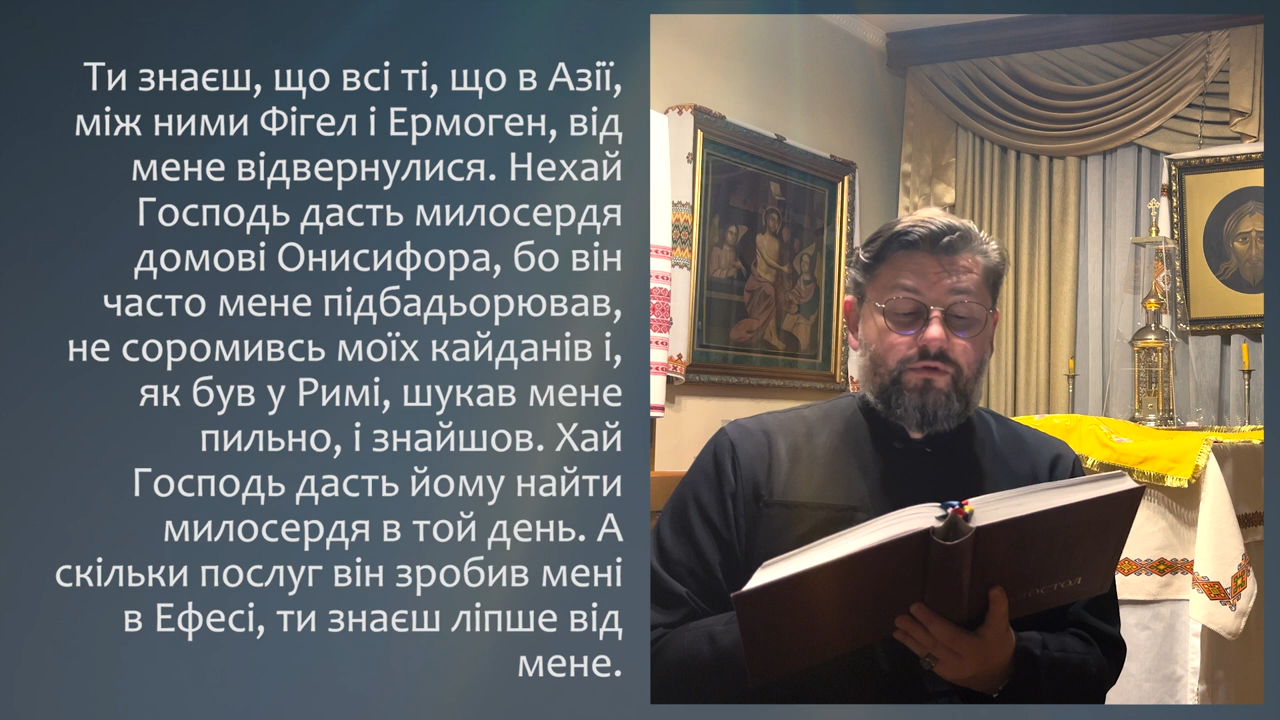 Ти знаєш, що всі ті, що в Азії,
між ними Фігел і Ермоген, від
мене відвернулися. Нехай
Господь дасть милосердя
домові Онисифора, бо він
часто мене підбадьорював,
не соромивсь моїх кайданів і,
як був у Римі, шукав мене
пильно, і знайшов. Хай
Господь дасть йому найти
милосердя в той день. А
скільки послуг він зробив мені
в Ефесі, ти знаєш ліпше від
мене.